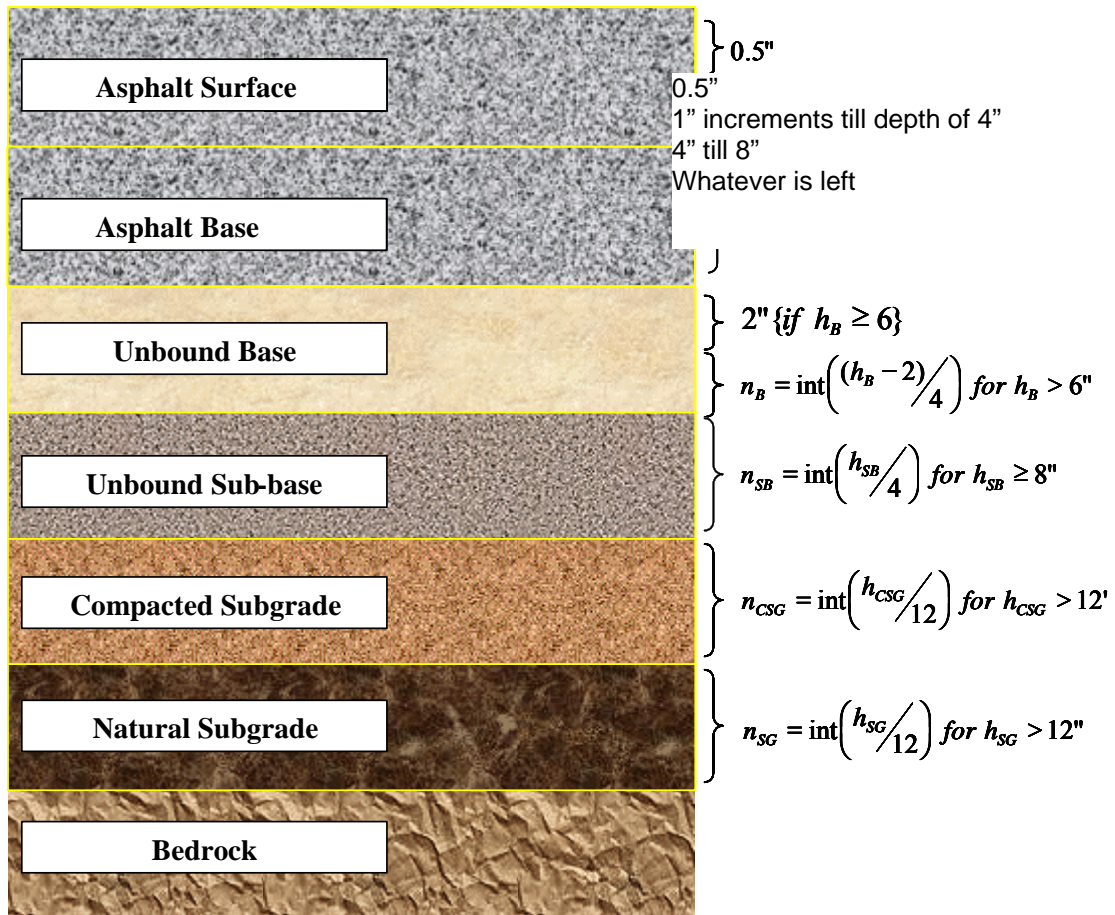 0.5"
Asphalt Surface
0.5”
1” increments till depth of 4”
4” till 8”
Whatever is left
Asphalt Base
2" {if h_B ≥ 6}
Unbound Base
n_B = int((h_B − 2)/4) for h_B > 6"
Unbound Sub-base
n_SB = int(h_SB/4) for h_SB ≥ 8"
Compacted Subgrade
n_CSG = int(h_CSG/12) for h_CSG > 12'
Natural Subgrade
n_SG = int(h_SG/12) for h_SG > 12"
Bedrock